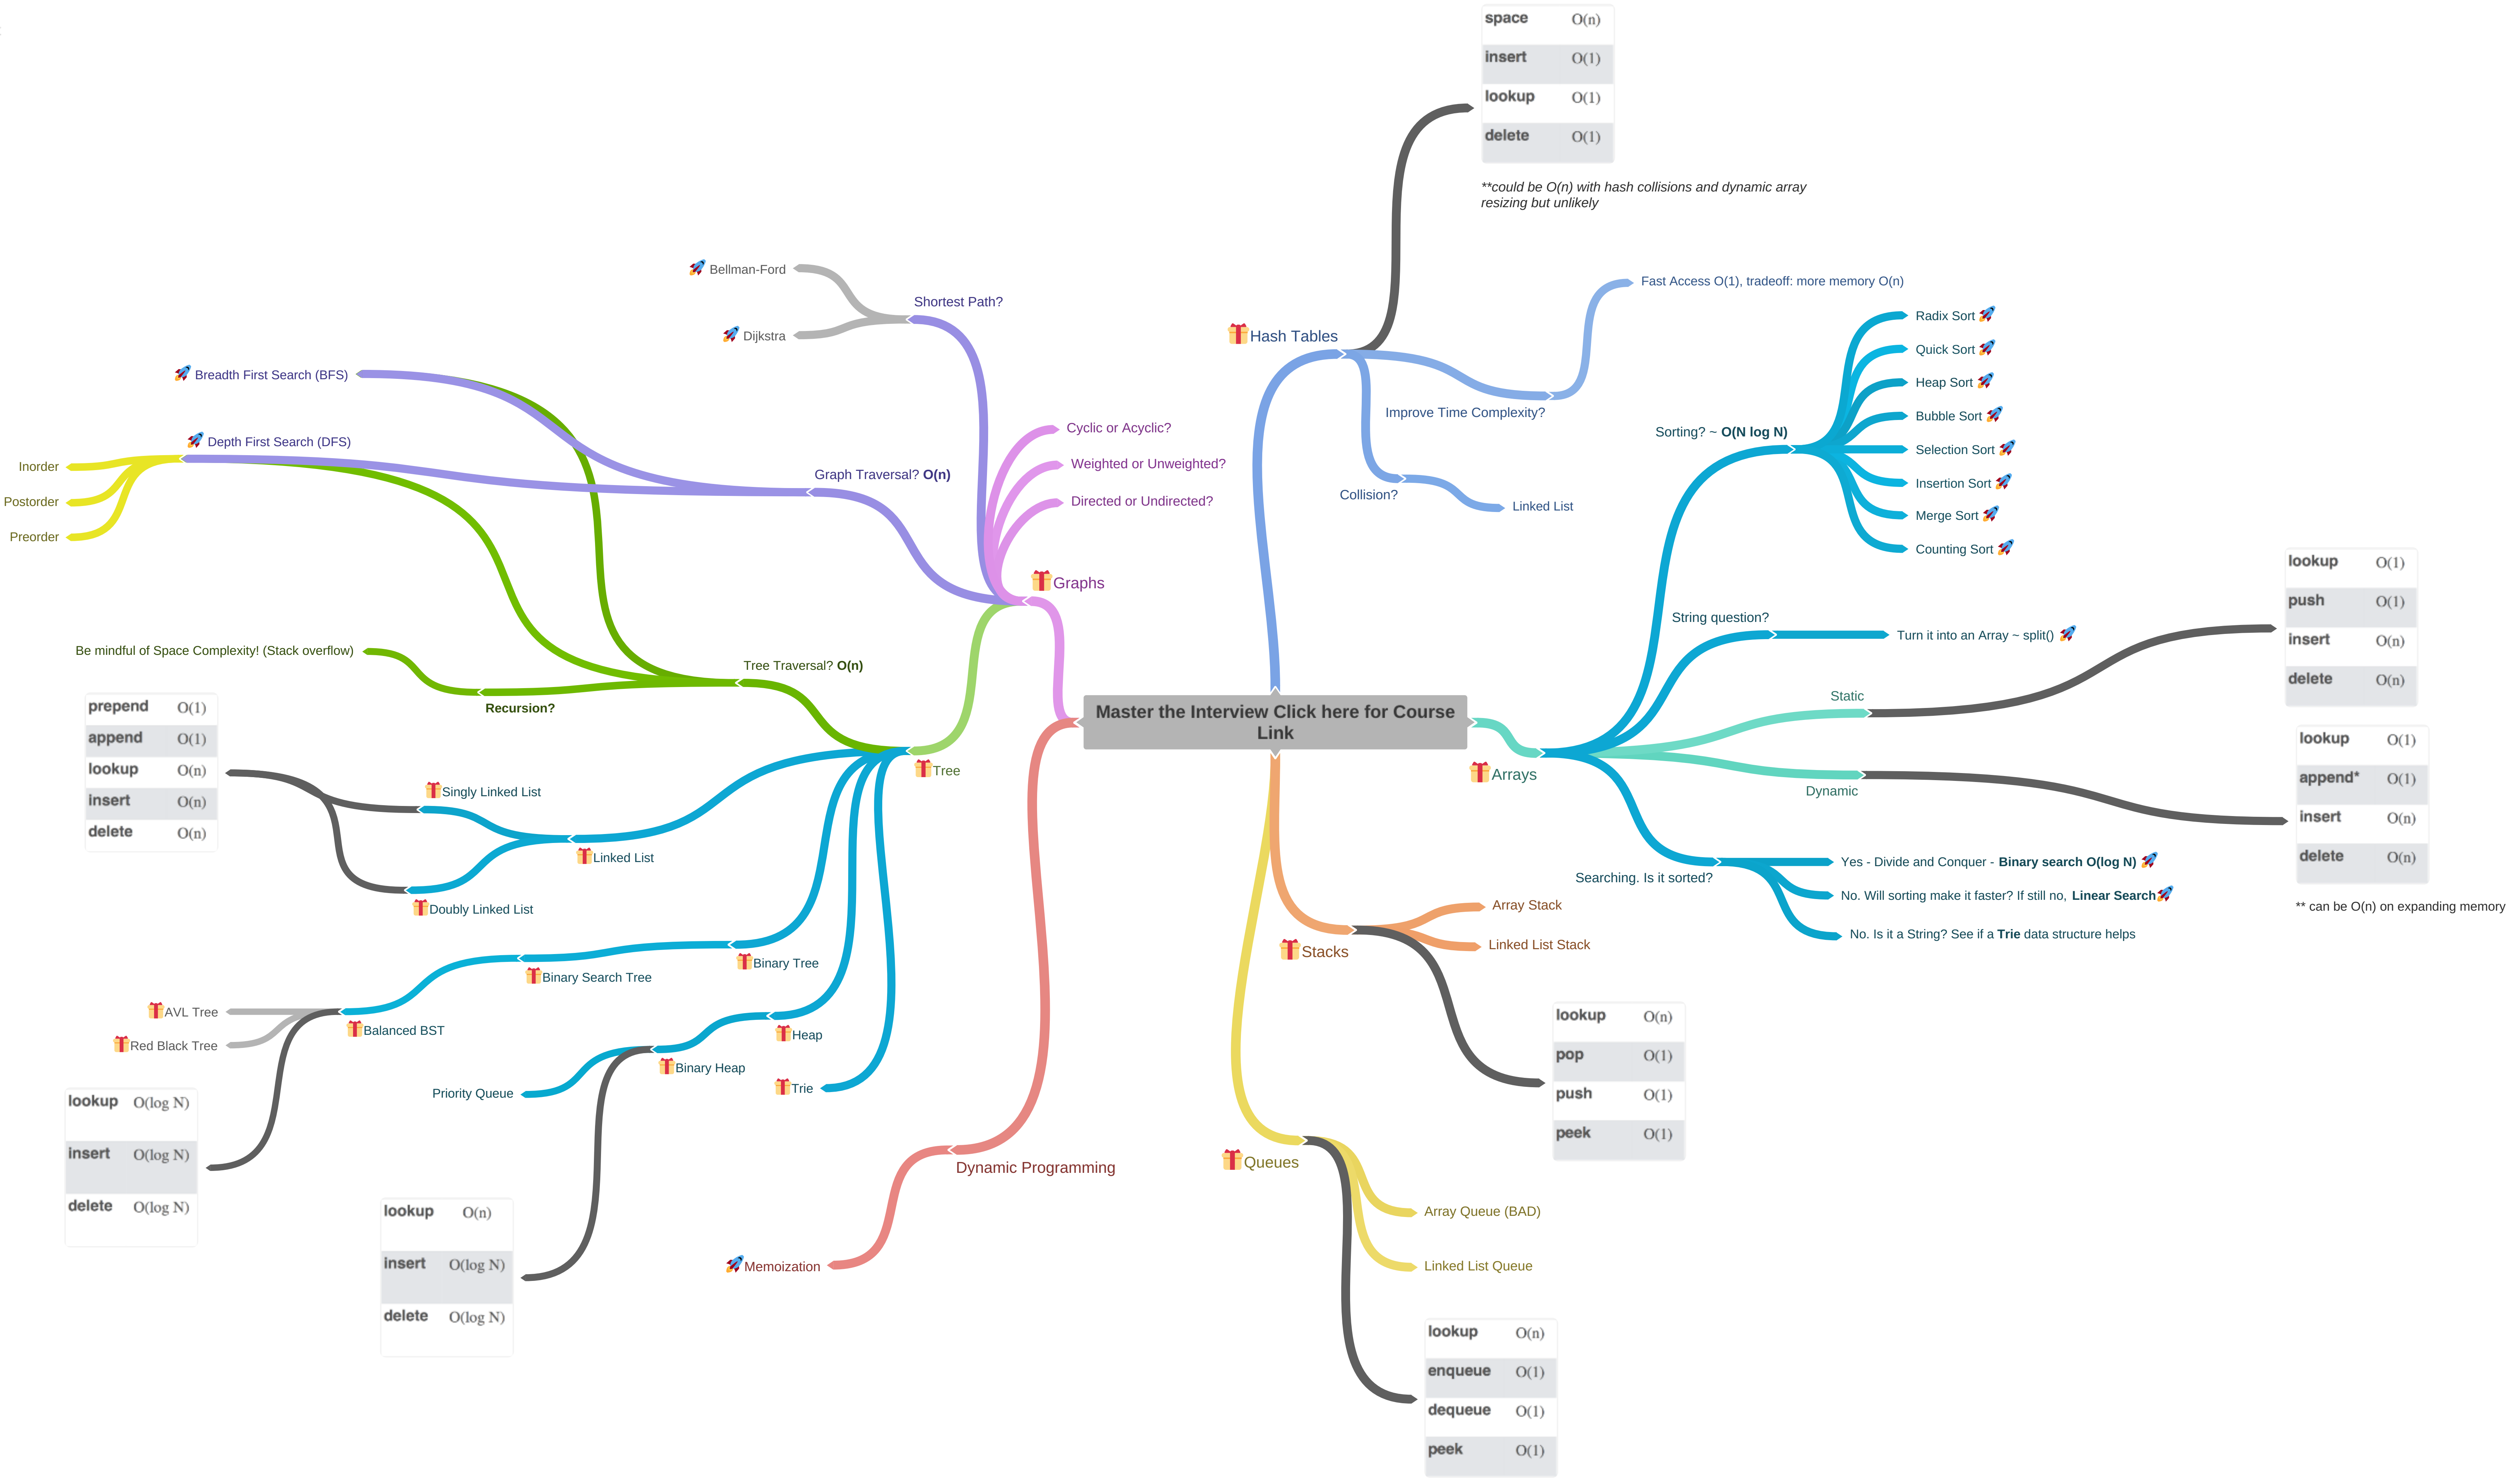 space O(n)
insert O(1)
lookup O(1)
delete O(1)
**could be O(n) with hash collisions and dynamic array
resizing but unlikely
Hash Tables
Improve Time Complexity?
Fast Access O(1), tradeoff: more memory O(n)
Collision?
Linked List
Sorting? ~ O(N log N)
Radix Sort
Quick Sort
Heap Sort
Bubble Sort
Selection Sort
Insertion Sort
Merge Sort
Counting Sort
String question?
Turn it into an Array ~ split()
Static
lookup O(1)
push O(1)
insert O(n)
delete O(n)
Dynamic
lookup O(1)
append* O(1)
insert O(n)
delete O(n)
** can be O(n) on expanding memory
Arrays
Searching. Is it sorted?
Yes - Divide and Conquer - Binary search O(log N)
No. Will sorting make it faster? If still no, Linear Search
No. Is it a String? See if a Trie data structure helps
Master the Interview Click here for Course
Link
Stacks
Array Stack
Linked List Stack
lookup O(n)
pop O(1)
push O(1)
peek O(1)
Queues
Array Queue (BAD)
Linked List Queue
lookup O(n)
enqueue O(1)
dequeue O(1)
peek O(1)
Graphs
Cyclic or Acyclic?
Weighted or Unweighted?
Directed or Undirected?
Shortest Path?
Bellman-Ford
Dijkstra
Graph Traversal? O(n)
Breadth First Search (BFS)
Depth First Search (DFS)
Inorder
Postorder
Preorder
Tree Traversal? O(n)
Recursion?
Be mindful of Space Complexity! (Stack overflow)
Tree
Linked List
Singly Linked List
Doubly Linked List
prepend O(1)
append O(1)
lookup O(n)
insert O(n)
delete O(n)
Binary Tree
Binary Search Tree
Balanced BST
AVL Tree
Red Black Tree
lookup O(log N)
insert O(log N)
delete O(log N)
Heap
Binary Heap
Priority Queue
lookup O(n)
insert O(log N)
delete O(log N)
Trie
Dynamic Programming
Memoization